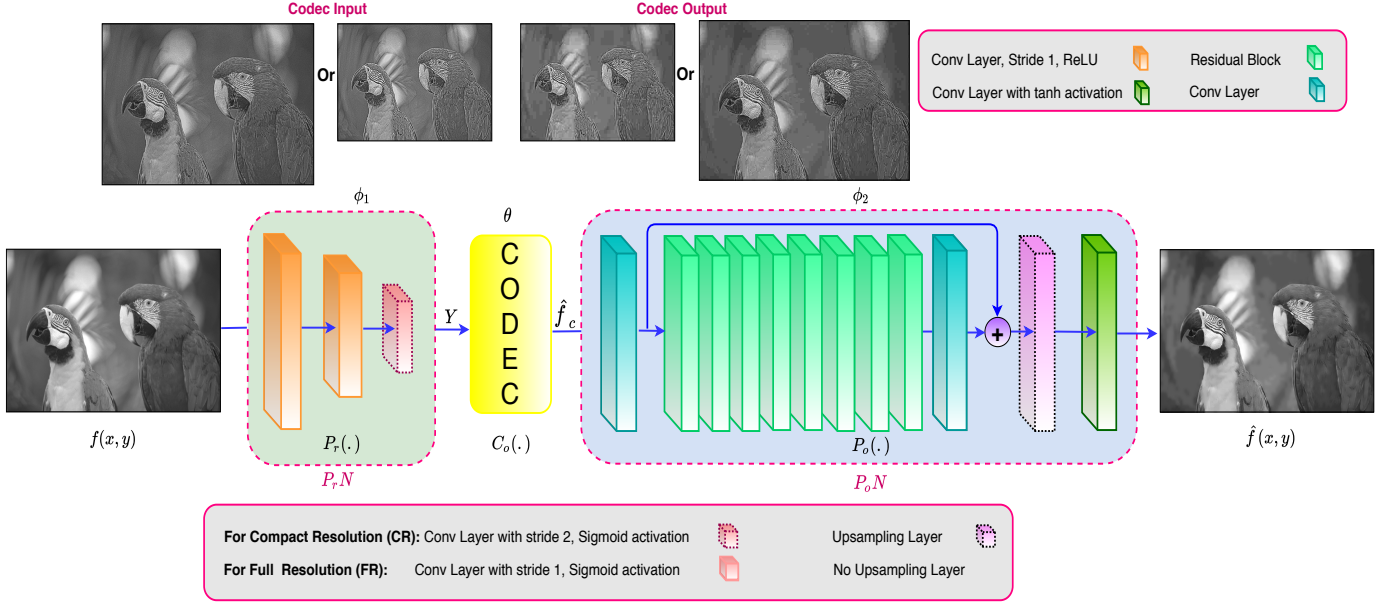 Codec Input
Codec Output
Or
Or
Conv Layer, Stride 1, ReLU
Residual Block
Conv Layer with tanh activation
Conv Layer
ϕ₁
θ
ϕ₂
C
O
D
E
C
Y
f̂ c
+
f(x, y)
Pᵣ(.)
Cₒ(.)
Pₒ(.)
f̂(x, y)
PᵣN
PₒN
For Compact Resolution (CR): Conv Layer with stride 2, Sigmoid activation
Upsampling Layer
For Full Resolution (FR): Conv Layer with stride 1, Sigmoid activation
No Upsampling Layer